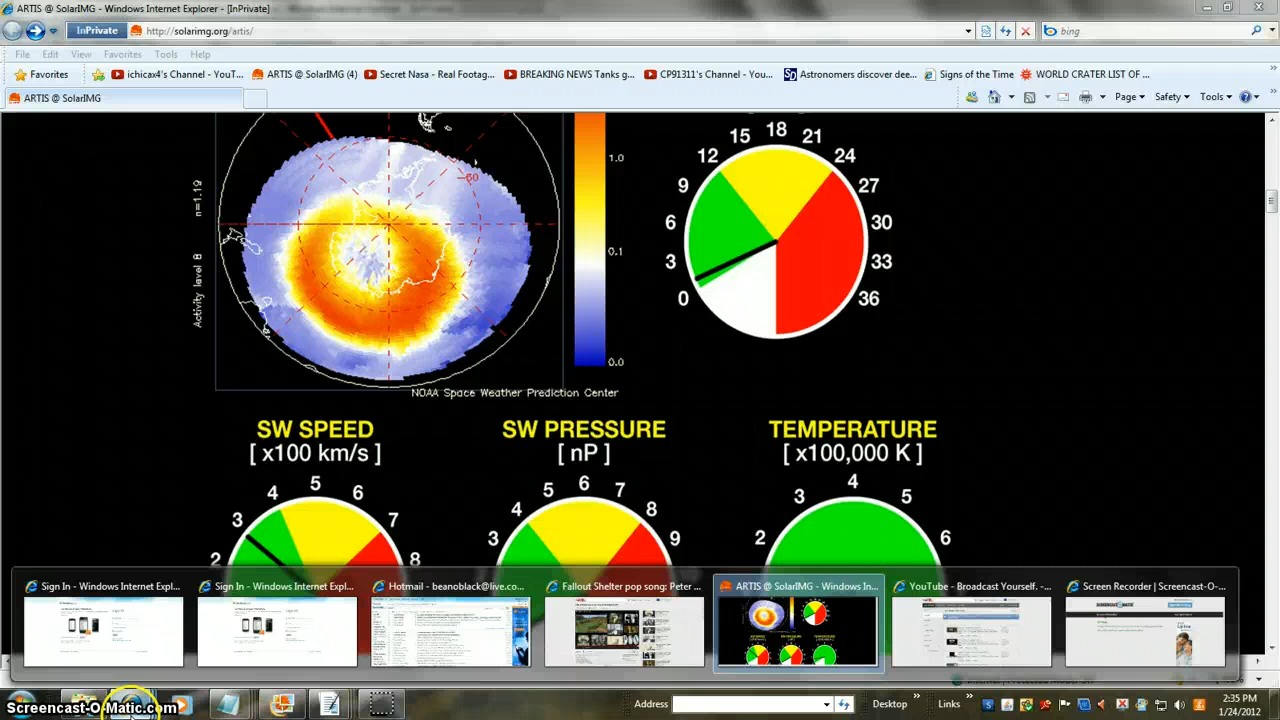 ARTIS @ SolarIMG - Windows Internet Explorer - [InPrivate]
InPrivate http://solarimg.org/artis/ bing
File Edit View Favorites Tools Help
Favorites ichicax4's Channel - YouT... ARTIS @ SolarIMG (4) Secret Nasa - Real Footag... BREAKING NEWS Tanks g... CP91311's Channel - You... Astronomers discover dee... Signs of the Time WORLD CRATER LIST OF ...
ARTIS @ SolarIMG Page Safety Tools
-60
n=1.19
Activity level 8
1.0
0.1
0.0
NOAA Space Weather Prediction Center
0 3 6 9 12 15 18 21 24 27 30 33 36
SW SPEED SW PRESSURE TEMPERATURE
[ x100 km/s ] [ nP ] [ x100,000 K ]
2 3 4 5 6 7 8
3 4 5 6 7 8 9
2 3 4 5 6
Sign In - Windows Internet Expl... Sign In - Windows Internet Expl... Hotmail - beanoblack@live.co... Fallout Shelter pop song: Peter ... ARTIS @ SolarIMG - Windows In... YouTube - Broadcast Yourself. -... Screen Recorder | Screencast-O-...
Screencast-O-Matic.com Address Desktop » Links » 2:35 PM
1/24/2012